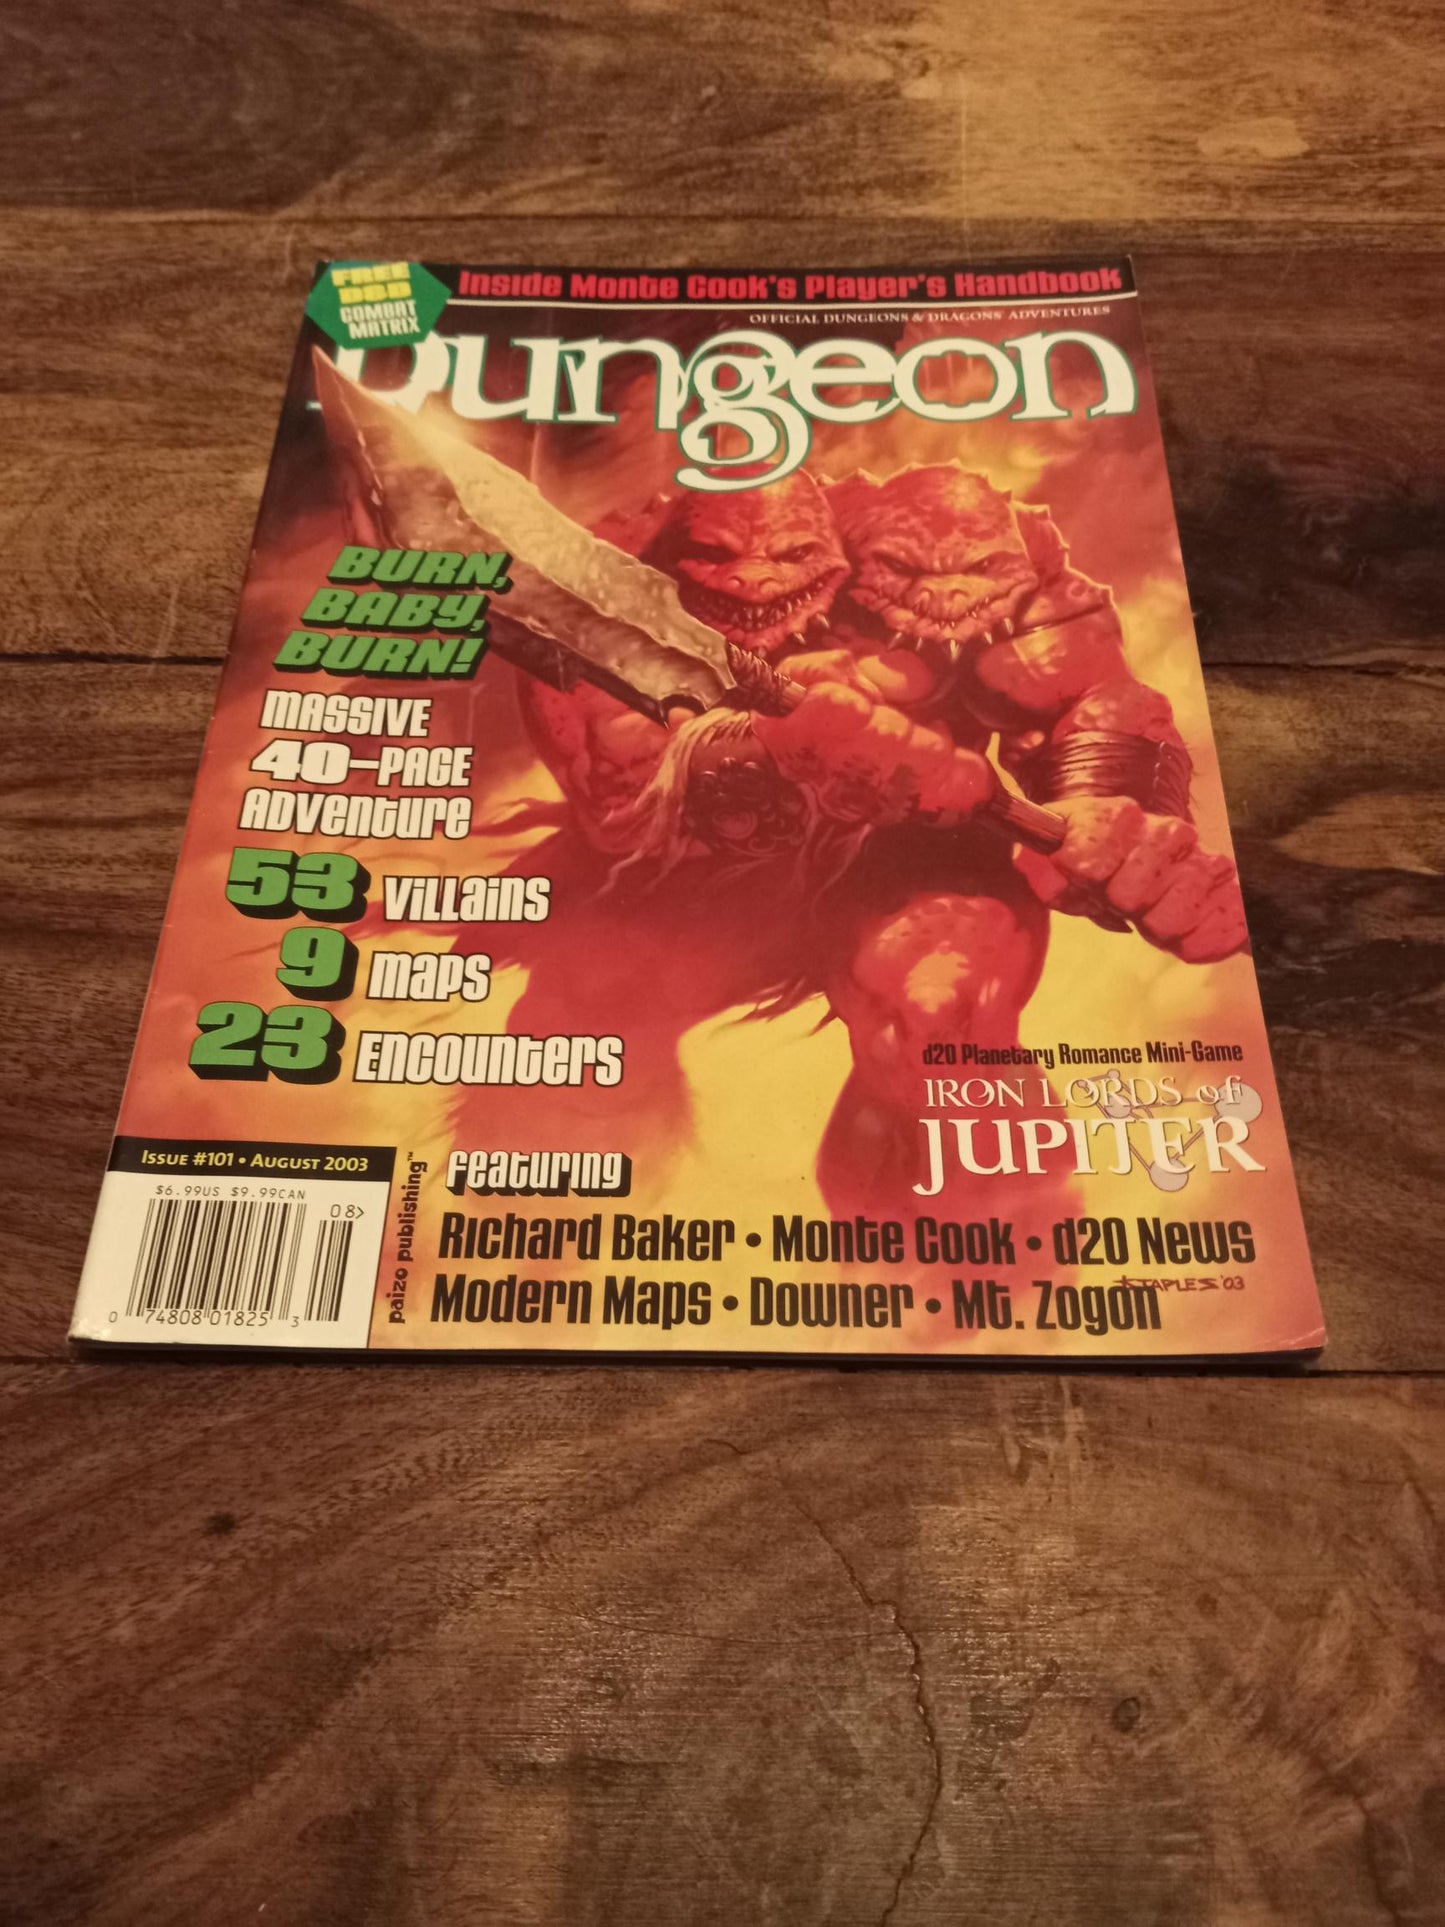 FREE
D&D
COMBAT
MATRIX
Inside Monte Cook's Player's Handbook
OFFICIAL DUNGEONS & DRAGONS ADVENTURES
Dungeon
BURN,
BABY,
BURN!
MASSIVE
40-PAGE
ADVENTURE
53 VILLAINS
9 MAPS
23 ENCOUNTERS
d20 Planetary Romance Mini-Game
IRON LORDS of
JUPITER
ISSUE #101 • AUGUST 2003
$6.99US $9.99CAN
08>
0 74808 01825 3
paizo publishing™
Featuring
Richard Baker • Monte Cook • d20 News
Modern Maps • Downer • Mt. Zogon
STAPLES '03